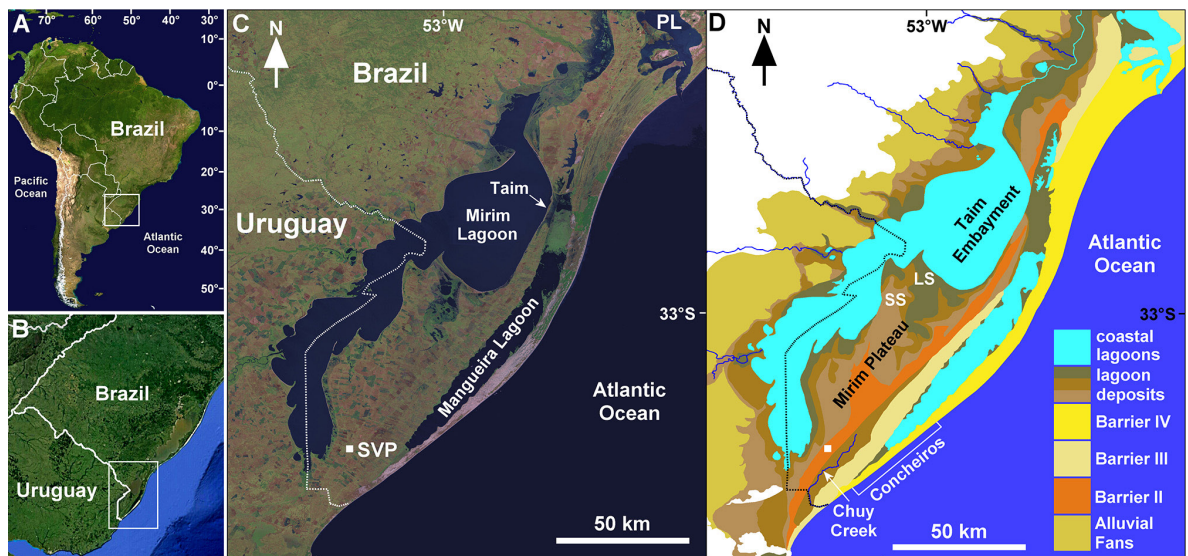 A
70°
60°
50°
40°
30°
10°
0°
10°
20°
30°
40°
50°
Brazil
Pacific
Ocean
Atlantic
Ocean
B
Brazil
Uruguay
C
53°W
PL
N
Brazil
Uruguay
Taim
Mirim
Lagoon
33°S
Mangueira Lagoon
Atlantic
Ocean
SVP
50 km
D
53°W
N
Taim
Embayment
Atlantic
Ocean
LS
SS
33°S
Mirim Plateau
Concheiros
Chuy
Creek
50 km
coastal
lagoons
lagoon
deposits
Barrier IV
Barrier III
Barrier II
Alluvial
Fans